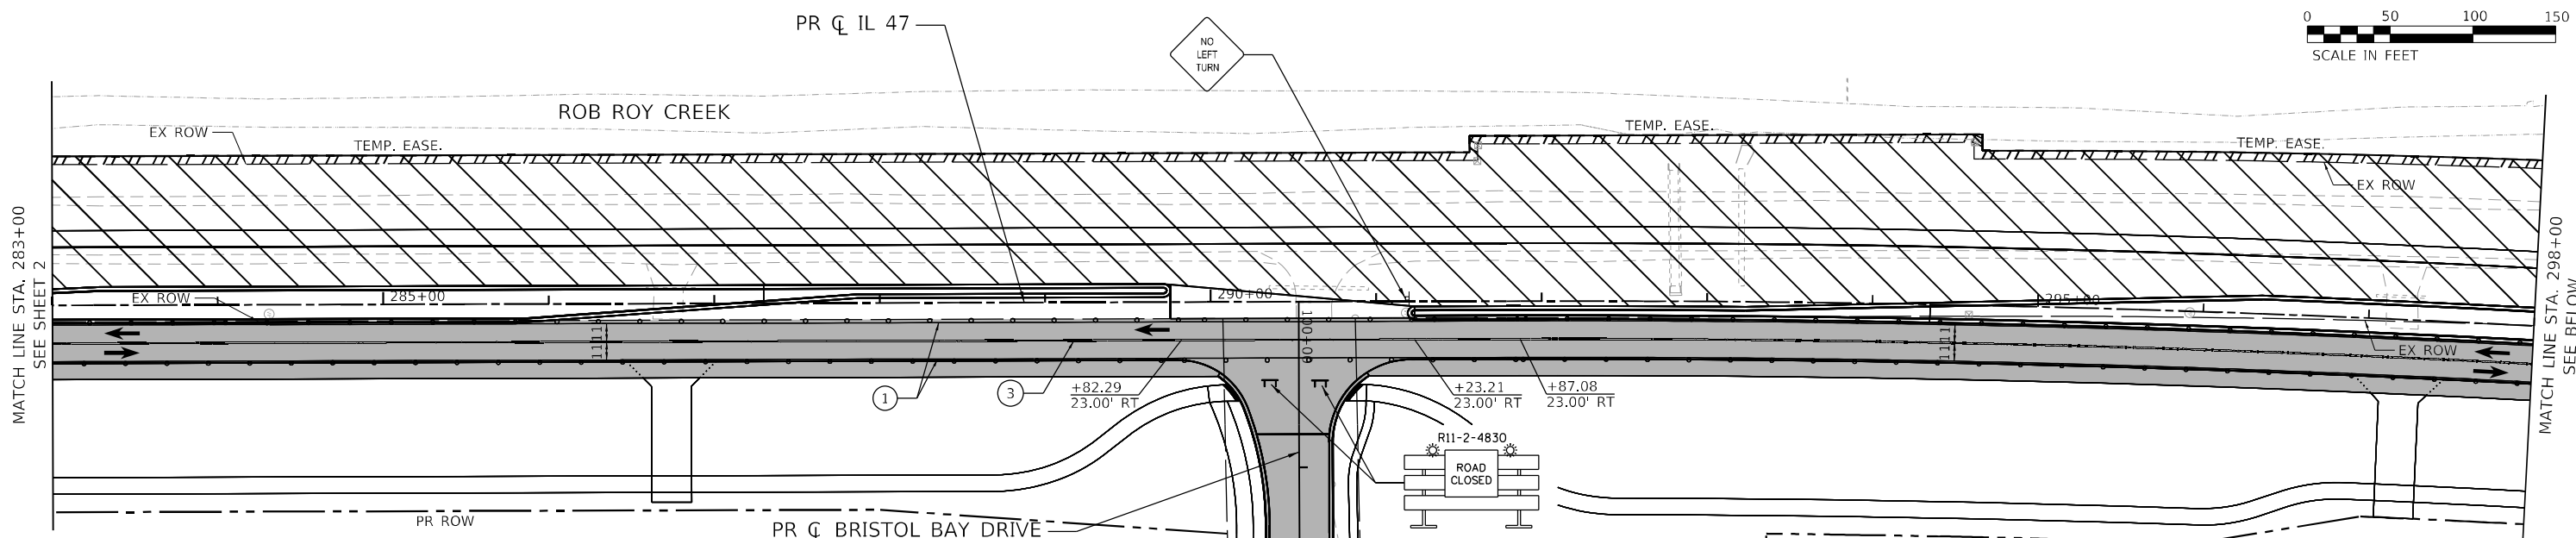 PR ℄ IL 47
0 50 100 150
SCALE IN FEET
NO
LEFT
TURN
ROB ROY CREEK
EX ROW
TEMP. EASE.
TEMP. EASE.
TEMP. EASE.
EX ROW
MATCH LINE STA. 283+00
SEE SHEET 2
EX ROW
285+00
290+00
295+00
100+00
11
11
11
11
EX ROW
MATCH LINE STA. 298+00
SEE BELOW
1
3
+82.29
23.00' RT
+23.21
23.00' RT
+87.08
23.00' RT
R11-2-4830
ROAD
CLOSED
PR ROW
PR ℄ BRISTOL BAY DRIVE